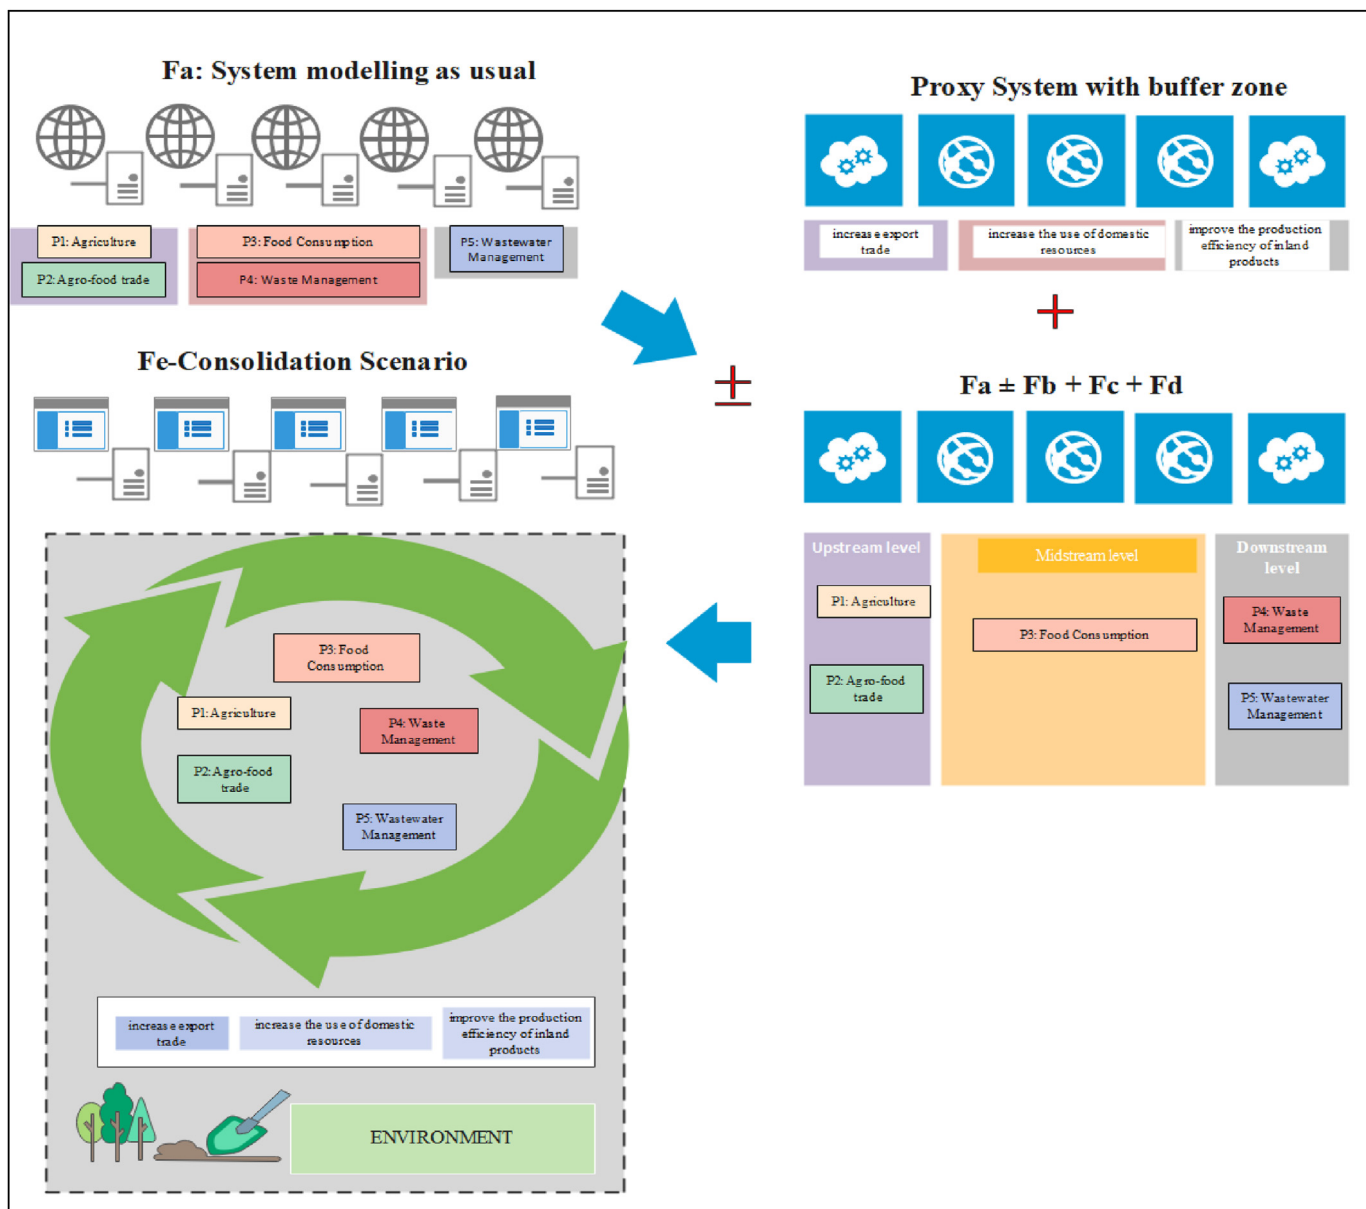 Fa: System modelling as usual
P1: Agriculture
P2: Agro-food trade
P3: Food Consumption
P4: Waste Management
P5: Wastewater
Management
Proxy System with buffer zone
increase export
trade
increase the use of domestic
resources
improve the production
efficiency of inland
products
+
±
Fe-Consolidation Scenario
Fa ± Fb + Fc + Fd
Upstream level
P1: Agriculture
P2: Agro-food
trade
Midstream level
P3: Food Consumption
Downstream
level
P4: Waste
Management
P5: Wastewater
Management
P3: Food
Consumption
P1: Agriculture
P4: Waste
Management
P2: Agro-food
trade
P5: Wastewater
Management
increase export
trade
increase the use of domestic
resources
improve the production
efficiency of inland
products
ENVIRONMENT